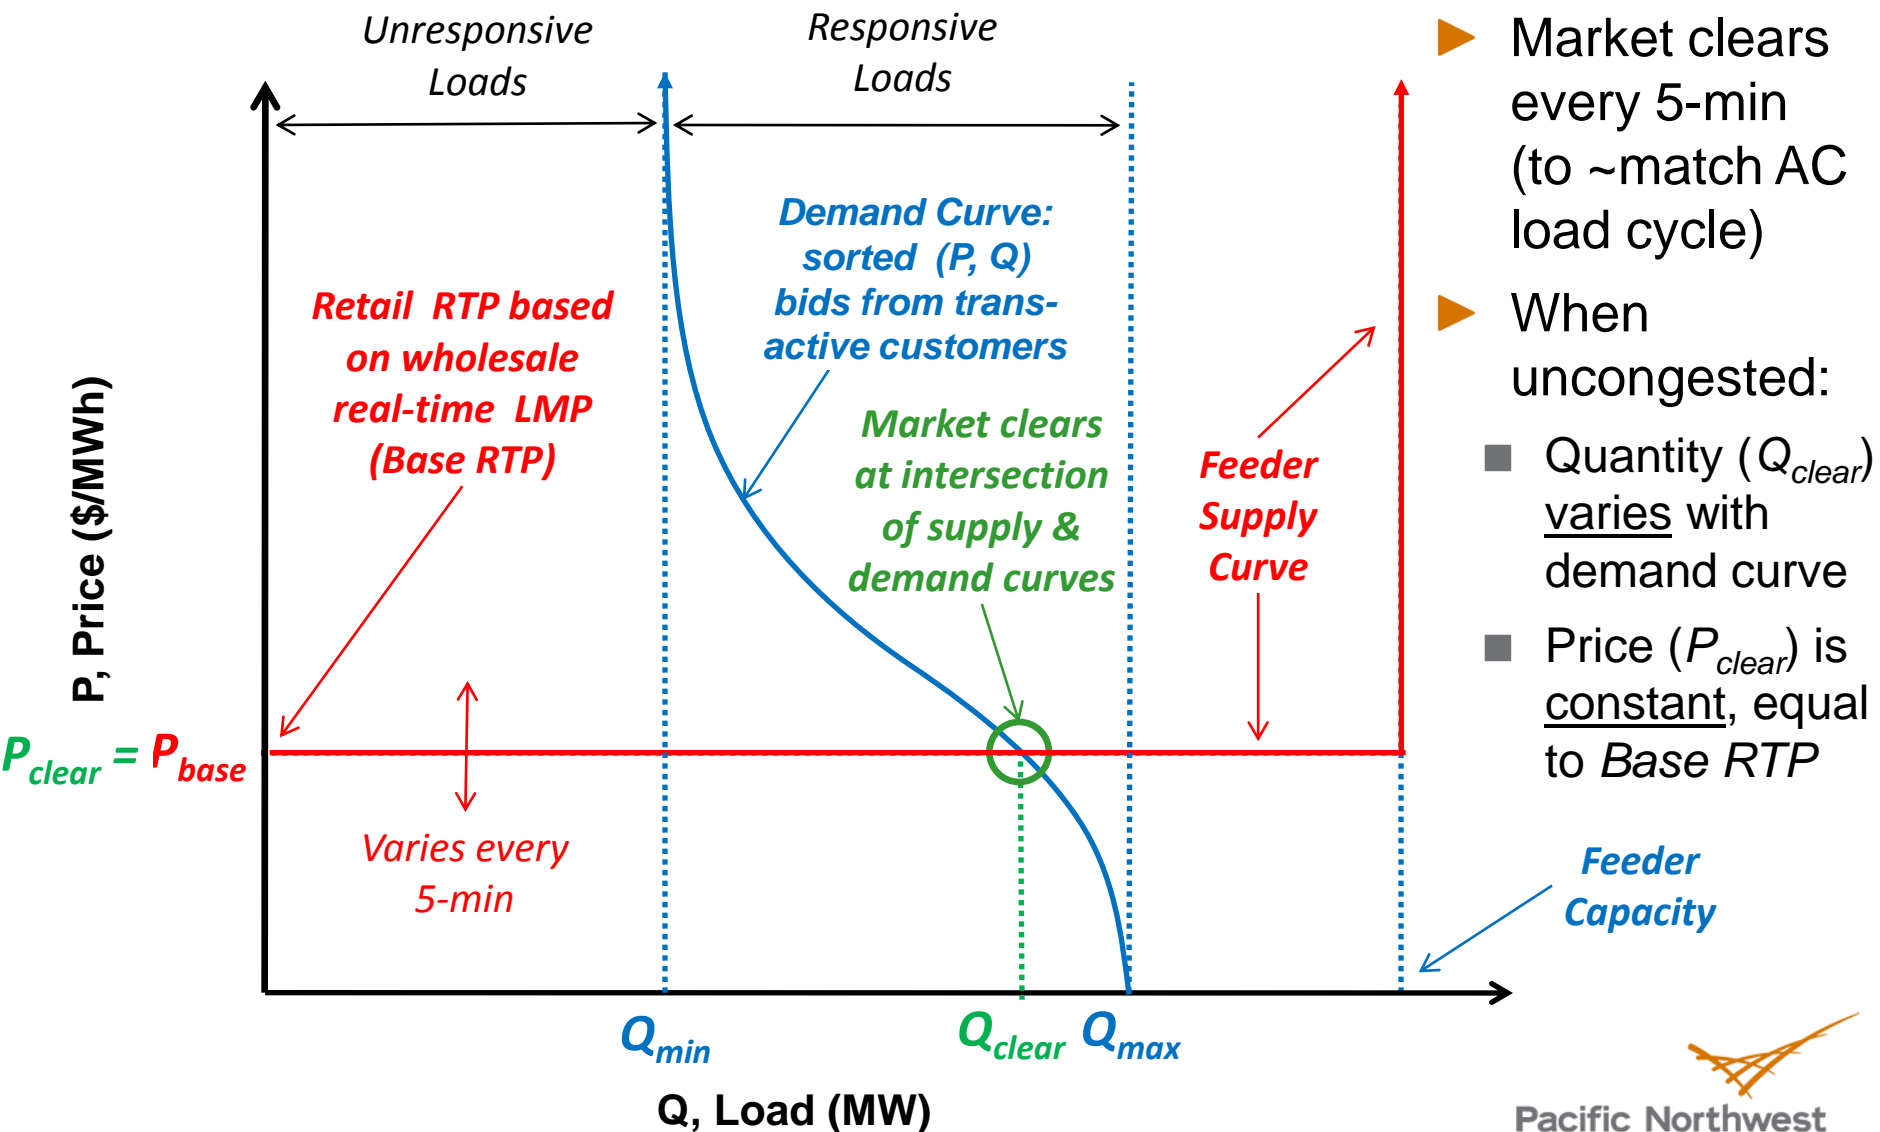 Unresponsive
Loads
Responsive
Loads
Demand Curve:
sorted (P, Q)
bids from trans-
active customers
Retail RTP based
on wholesale
real-time LMP
(Base RTP)
Market clears
at intersection
of supply &
demand curves
Feeder
Supply
Curve
P, Price ($/MWh)
Pclear = Pbase
Varies every
5-min
Feeder
Capacity
Qmin
Qclear
Qmax
Q, Load (MW)
Market clears
every 5-min
(to ~match AC
load cycle)
When
uncongested:
Quantity (Qclear)
varies with
demand curve
Price (Pclear) is
constant, equal
to Base RTP
Pacific Northwest